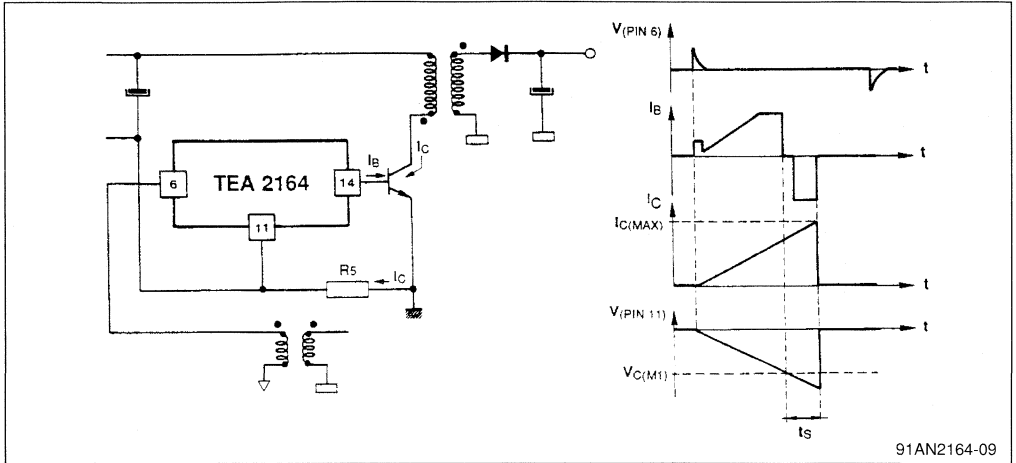 6
TEA 2164
14
11
IB
IC
R5
IC
V(PIN 6)
t
IB
t
IC
IC(MAX)
t
V(PIN 11)
t
VC(M1)
ts
91AN2164-09